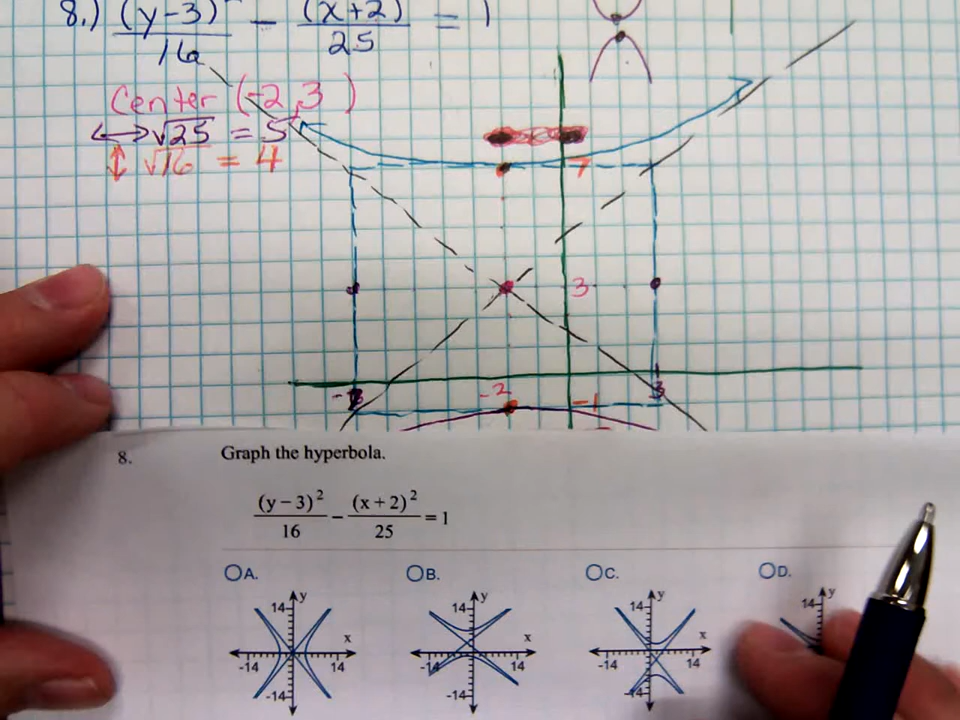 8.) (y-3)² - (x+2) = 1
16 25
Center (-2,3)
√25 = 5
√16 = 4
7
3
-2
3
-1
8. Graph the hyperbola.
(y − 3)² − (x + 2)² = 1
16 25
A. B. C. D.
14 y 14 y 14 y 14 y
x x x
-14 14 -14 14 -14 14
-14 -14 -14